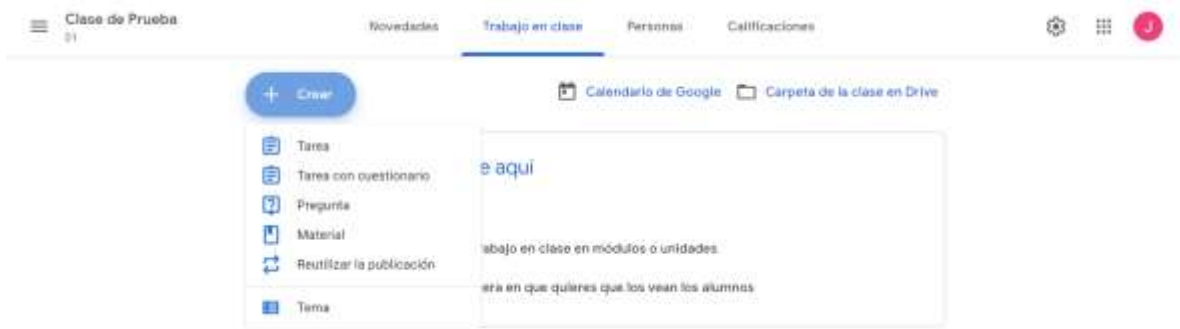 Clase de Prueba
01
Novedades
Trabajo en clase
Personas
Calificaciones
J
Crear
Calendario de Google
Carpeta de la clase en Drive
Tarea
Tarea con cuestionario
Pregunta
Material
Reutilizar la publicación
Tema
e aquí
abajo en clase en módulos o unidades
era en que quieres que los vean los alumnos